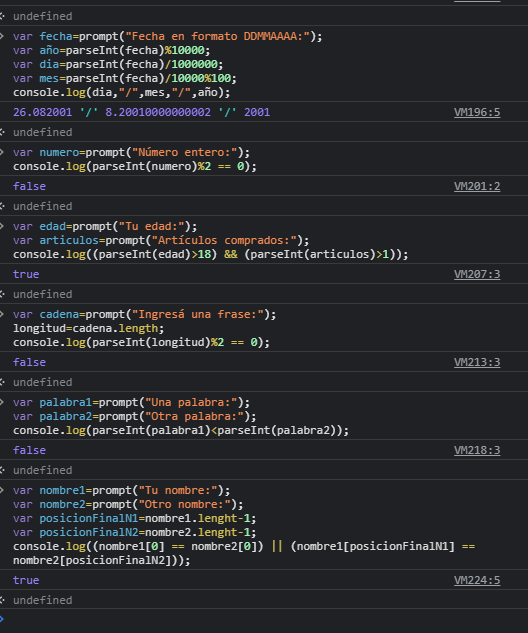 undefined
var fecha=prompt("Fecha en formato DDMMAAAA:");
var año=parseInt(fecha)%10000;
var dia=parseInt(fecha)/1000000;
var mes=parseInt(fecha)/10000%100;
console.log(dia,"/",mes,"/",año);
26.082001 '/' 8.20010000000002 '/' 2001 VM196:5
undefined
var numero=prompt("Número entero:");
console.log(parseInt(numero)%2 == 0);
false VM201:2
undefined
var edad=prompt("Tu edad:");
var articulos=prompt("Artículos comprados:");
console.log((parseInt(edad)>18) && (parseInt(articulos)>1));
true VM207:3
undefined
var cadena=prompt("Ingresá una frase:");
longitud=cadena.length;
console.log(parseInt(longitud)%2 == 0);
false VM213:3
undefined
var palabra1=prompt("Una palabra:");
var palabra2=prompt("Otra palabra:");
console.log(parseInt(palabra1)<parseInt(palabra2));
false VM218:3
undefined
var nombre1=prompt("Tu nombre:");
var nombre2=prompt("Otro nombre:");
var posicionFinalN1=nombre1.lenght-1;
var posicionFinalN2=nombre2.lenght-1;
console.log((nombre1[0] == nombre2[0]) || (nombre1[posicionFinalN1] ==
nombre2[posicionFinalN2]));
true VM224:5
undefined